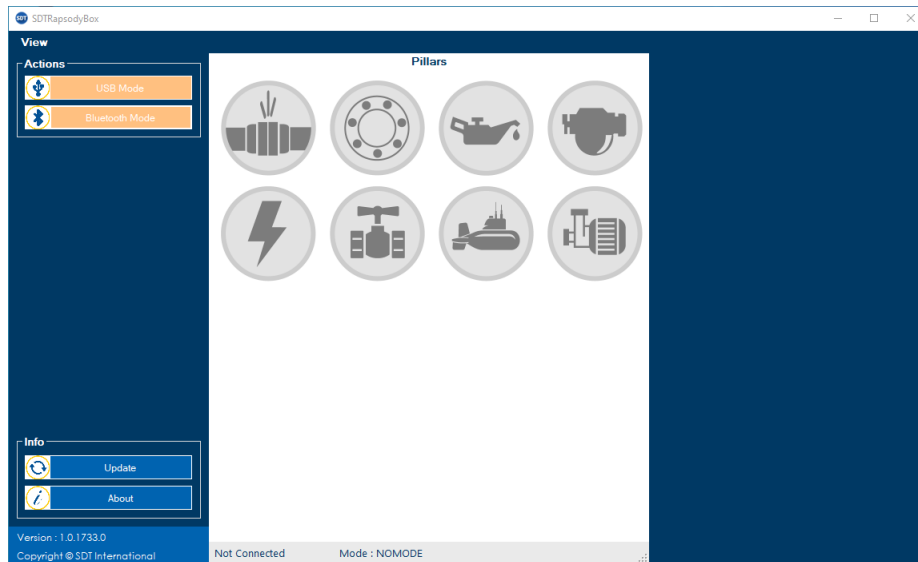 SDT SDTRapsodyBox
View
Actions
USB Mode
Bluetooth Mode
Pillars
Info
Update
About
Version : 1.0.1733.0
Copyright © SDT International
Not Connected Mode : NOMODE